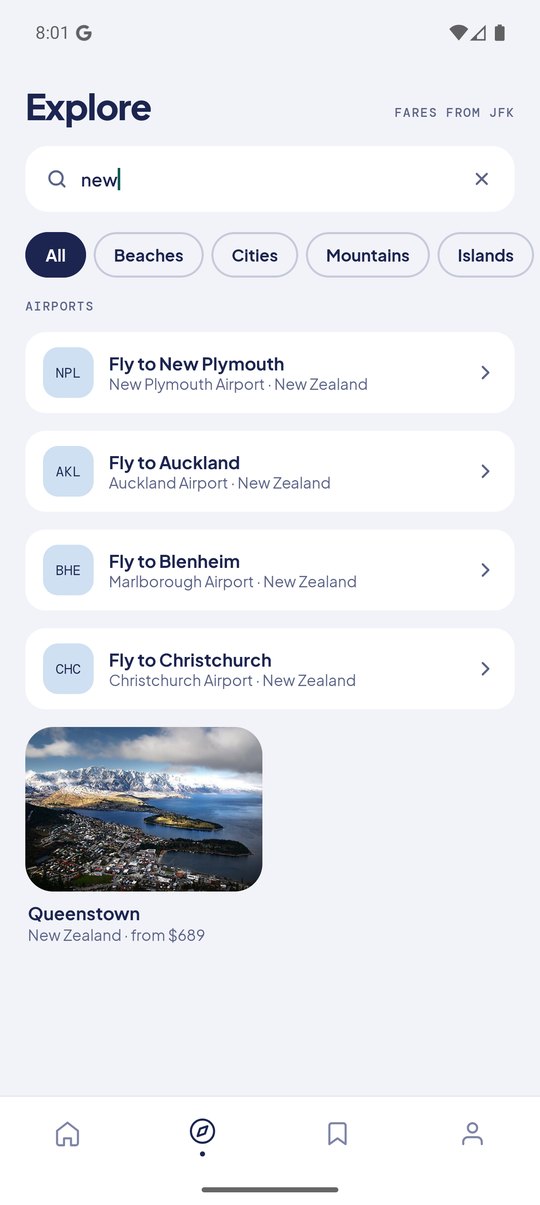 8:01
Explore
FARES FROM JFK
new
All
Beaches
Cities
Mountains
Islands
AIRPORTS
NPL
Fly to New Plymouth
New Plymouth Airport · New Zealand
AKL
Fly to Auckland
Auckland Airport · New Zealand
BHE
Fly to Blenheim
Marlborough Airport · New Zealand
CHC
Fly to Christchurch
Christchurch Airport · New Zealand
Queenstown
New Zealand · from $689